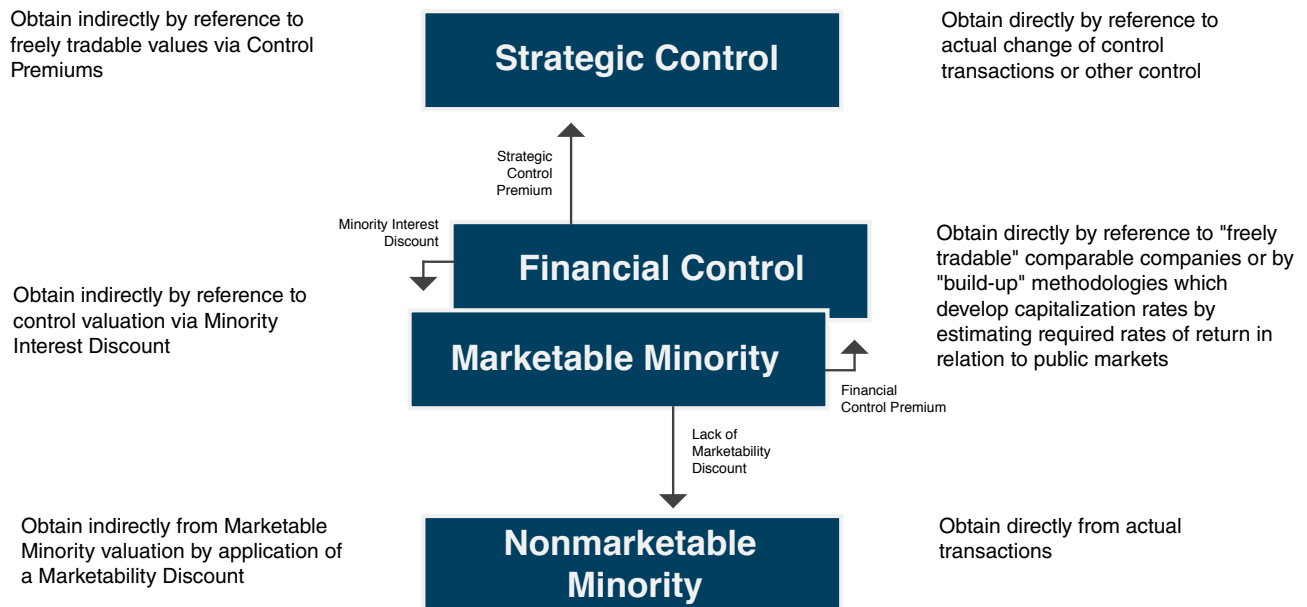 Obtain indirectly by reference to
freely tradable values via Control
Premiums
Strategic Control
Obtain directly by reference to
actual change of control
transactions or other control
Strategic
Control
Premium
Minority Interest
Discount
Financial Control
Obtain directly by reference to "freely
tradable" comparable companies or by
"build-up" methodologies which
develop capitalization rates by
estimating required rates of return in
relation to public markets
Obtain indirectly by reference to
control valuation via Minority
Interest Discount
Marketable Minority
Financial
Control Premium
Lack of
Marketability
Discount
Obtain indirectly from Marketable
Minority valuation by application of
a Marketability Discount
Nonmarketable
Minority
Obtain directly from actual
transactions